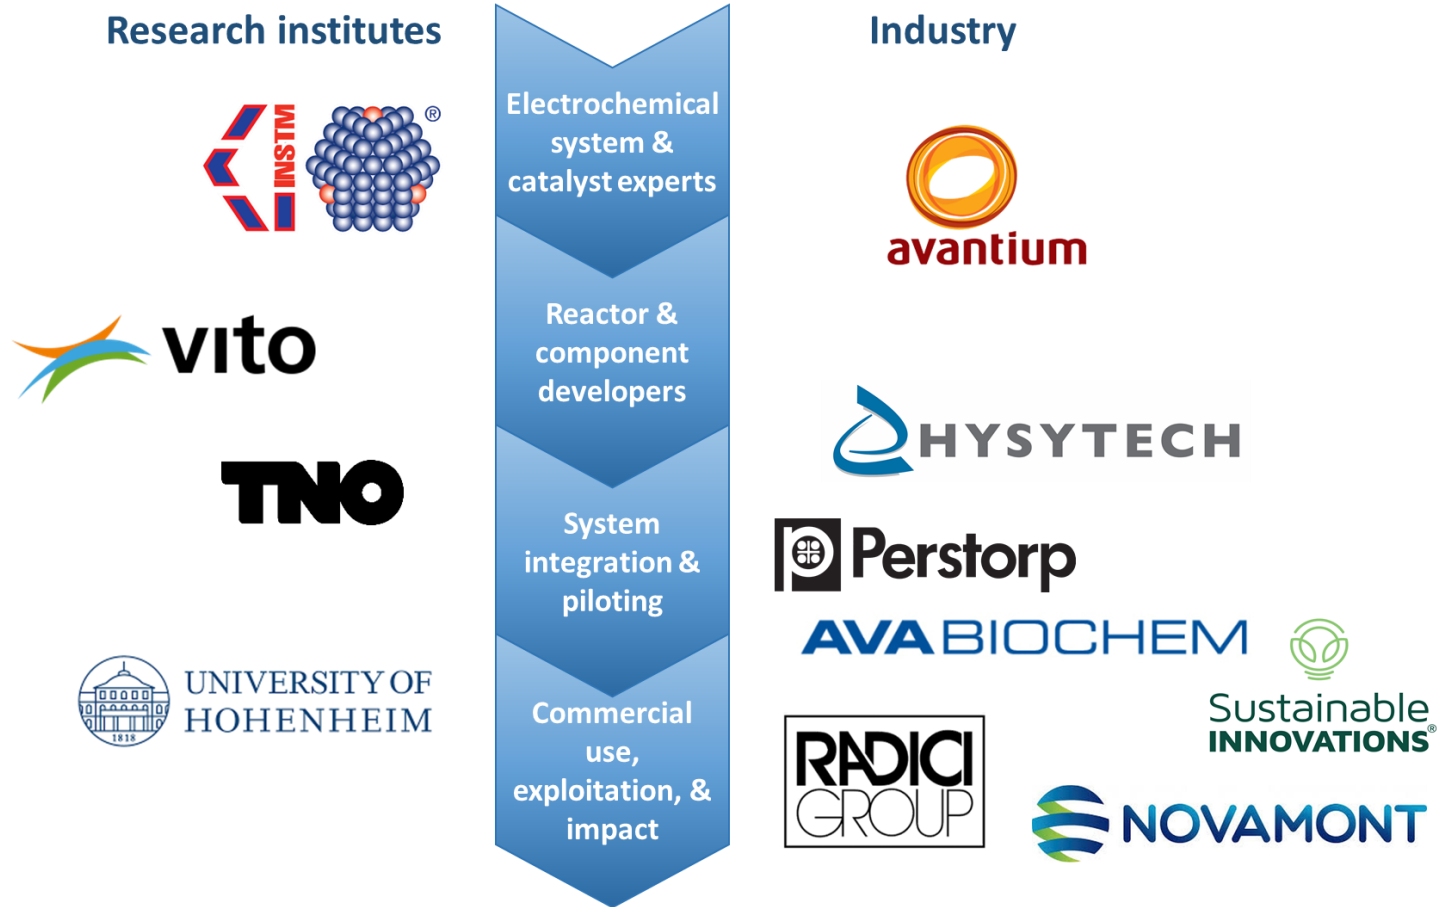 Research institutes
Industry
Electrochemical
system &
catalyst experts
INSTM
®
avantium
Reactor &
component
developers
vito
HYSYTECH
TNO
System
integration &
piloting
Perstorp
AVA BIOCHEM
UNIVERSITY OF
HOHENHEIM
1818
Sustainable
INNOVATIONS®
Commercial
use,
exploitation, &
impact
RADICI
GROUP
NOVAMONT